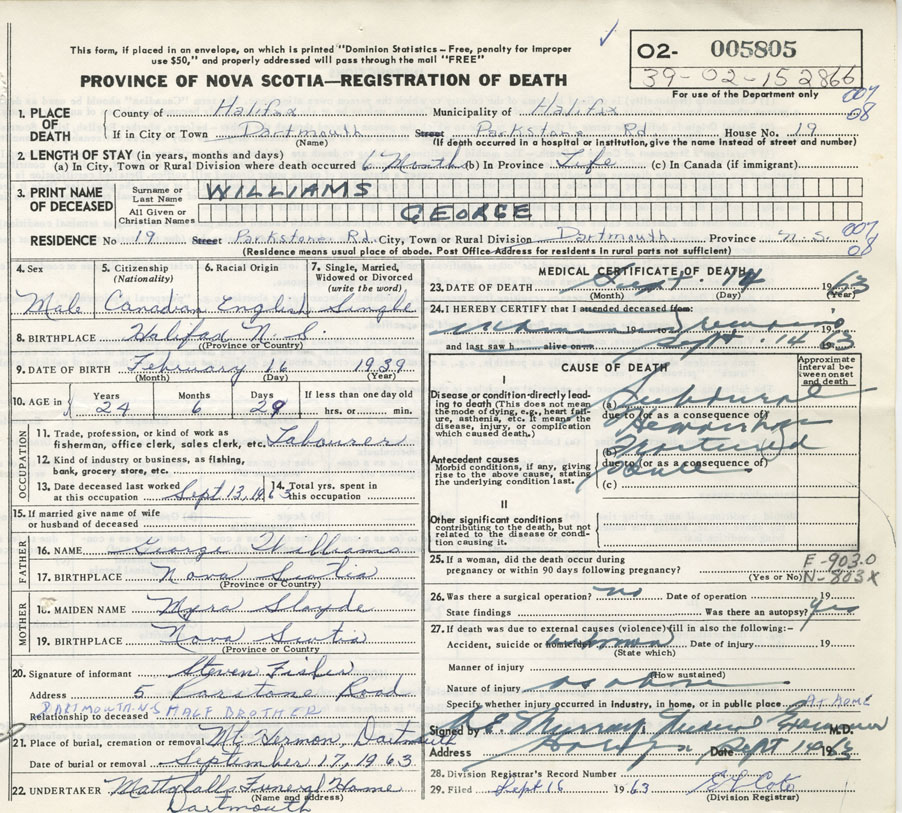 This form, if placed in an envelope, on which is printed "Dominion Statistics – Free, penalty for improper
use $50," and properly addressed will pass through the mail "FREE"
O2- 005805
39-02-152866
For use of the Department only
PROVINCE OF NOVA SCOTIA—REGISTRATION OF DEATH
007
08
1. PLACE OF DEATH County of Halifax Municipality of Halifax
If in City or Town Dartmouth Street Parkstone Rd House No. 19
(Name) (If death occurred in a hospital or institution, give the name instead of street and number)
2. LENGTH OF STAY (in years, months and days)
(a) In City, Town or Rural Division where death occurred 6 Month (b) In Province Life (c) In Canada (if immigrant)
3. PRINT NAME OF DECEASED Surname or Last Name WILLIAMS
All Given or Christian Names GEORGE
RESIDENCE No 19 Street Parkstone Rd. City, Town or Rural Division Dartmouth Province N.S.
007
08
(Residence means usual place of abode. Post Office Address for residents in rural parts not sufficient)
4. Sex 5. Citizenship (Nationality) 6. Racial Origin 7. Single, Married, Widowed or Divorced (write the word)
Male Canadian English Single
8. BIRTHPLACE Halifax N.S.
(Province or Country)
9. DATE OF BIRTH February 16 1939
(Month) (Day) (Year)
10. AGE in Years Months Days If less than one day old
24 6 29 hrs. or min.
OCCUPATION
11. Trade, profession or kind of work as
fisherman, office clerk, sales clerk, etc. Labourer
12. Kind of industry or business, as fishing,
bank, grocery store, etc.
13. Date deceased last worked at this occupation Sept 13, 1963 14. Total yrs. spent in this occupation
15. If married give name of wife
or husband of deceased
FATHER
16. NAME George Williams
17. BIRTHPLACE Nova Scotia
(Province or Country)
MOTHER
18. MAIDEN NAME Myra Slayde
19. BIRTHPLACE Nova Scotia
(Province or Country
20. Signature of informant Steven Fisher
Address 5 Road
DARTMOUTH NS
Relationship to deceased HALF BROTHER
21. Place of burial, cremation or removal Mt. Hermon, Dartmouth
Date of burial or removal September 17, 1963
22. UNDERTAKER Mattatalls Funeral Home
(Name and address)
Dartmouth
MEDICAL CERTIFICATE OF DEATH
23. DATE OF DEATH Sept. 14 1963
(Month) (Day) (Year)
24. I HEREBY CERTIFY that I attended deceased from:
19 to 19
and last saw h alive on Sept. 14 63
CAUSE OF DEATH
Approximate interval between onset and death
I
Disease or condition directly leading to death (This does not mean the mode of dying, e.g., heart failure, asthenia, etc. It means the disease, injury, or complication which caused death.)
(a) Subdural
due to (or as a consequence of)
Hemorrhage
Antecedent causes
Morbid conditions, if any, giving rise to the above cause, stating the underlying condition last.
(b) Fractured
due to (or as a consequence of)
(c)
II
Other significant conditions
contributing to the death, but not related to the disease or condition causing it.
25. If a woman, did the death occur during
pregnancy or within 90 days following pregnancy?
(Yes or No)
E-903.0
N-803X
26. Was there a surgical operation? no Date of operation 19
State findings Was there an autopsy? yes
27. If death was due to external causes (violence) fill in also the following:–
Accident, suicide or homicide unknown Date of injury 19
(State which)
Manner of injury
(How sustained)
Nature of injury as above
Specify whether injury occurred in industry, in home, or in public place AT HOME
Signed by Murray M.D.
Address Date Sept 14 1963
28. Division Registrar's Record Number
29. Filed Sept 16 1963
(Division Registrar)